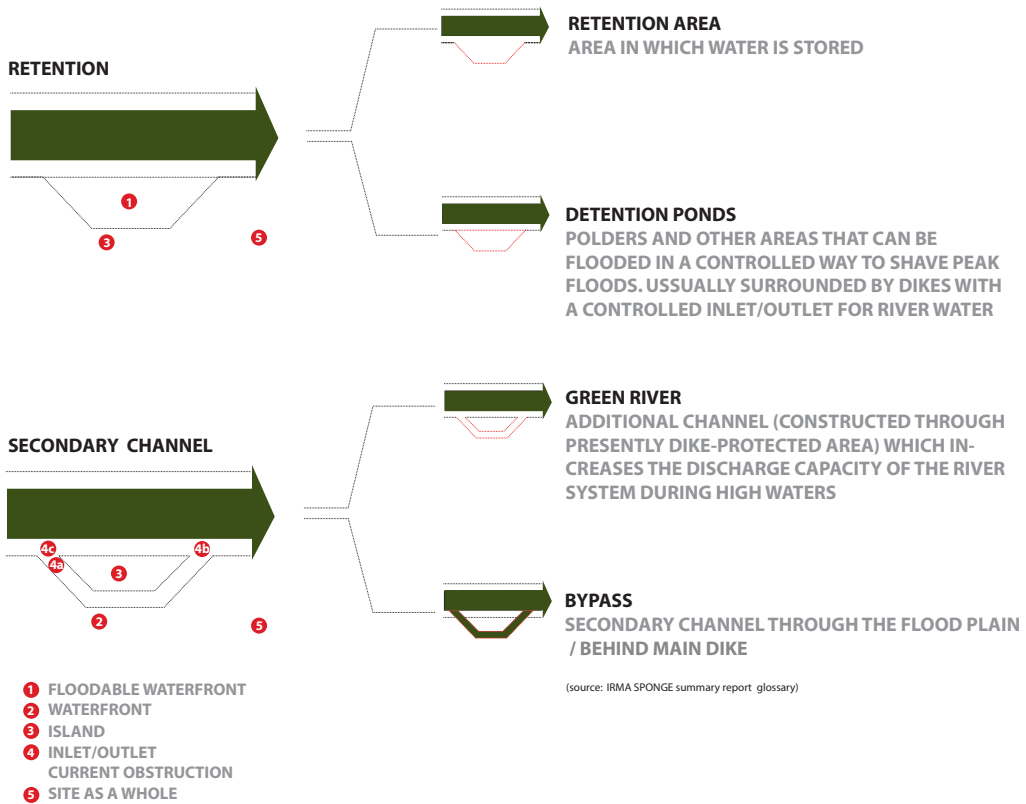 RETENTION
1
3
5
RETENTION AREA
AREA IN WHICH WATER IS STORED
DETENTION PONDS
POLDERS AND OTHER AREAS THAT CAN BE
FLOODED IN A CONTROLLED WAY TO SHAVE PEAK
FLOODS. USSUALLY SURROUNDED BY DIKES WITH
A CONTROLLED INLET/OUTLET FOR RIVER WATER
SECONDARY CHANNEL
4c
4b
4a
3
2
5
GREEN RIVER
ADDITIONAL CHANNEL (CONSTRUCTED THROUGH
PRESENTLY DIKE-PROTECTED AREA) WHICH IN-
CREASES THE DISCHARGE CAPACITY OF THE RIVER
SYSTEM DURING HIGH WATERS
BYPASS
SECONDARY CHANNEL THROUGH THE FLOOD PLAIN
/ BEHIND MAIN DIKE
(source: IRMA SPONGE summary report glossary)
1 FLOODABLE WATERFRONT
2 WATERFRONT
3 ISLAND
4 INLET/OUTLET
CURRENT OBSTRUCTION
5 SITE AS A WHOLE